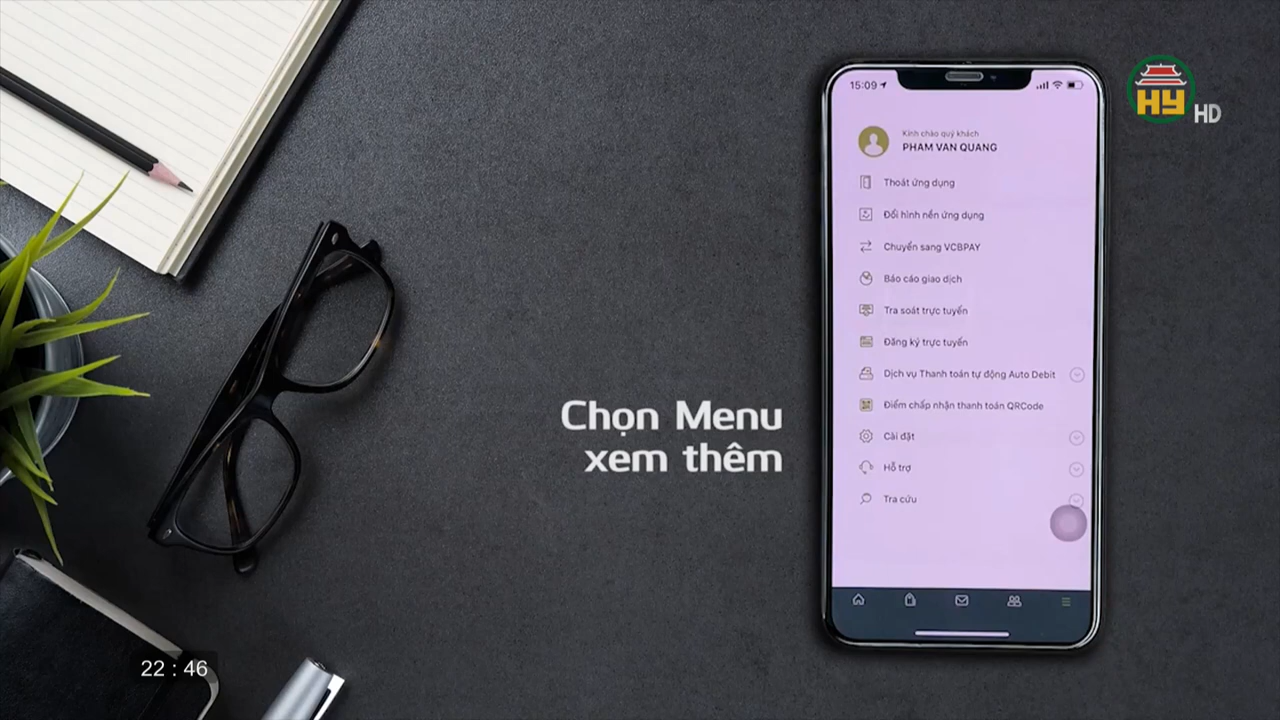 15:09
HY
HD
Kính chào quý khách
PHAM VAN QUANG
Thoát ứng dụng
Đổi hình nền ứng dụng
Chuyển sang VCBPAY
Báo cáo giao dịch
Tra soát trực tuyến
Đăng ký trực tuyến
Dịch vụ Thanh toán tự động Auto Debit
Điểm chấp nhận thanh toán QRCode
Cài đặt
Hỗ trợ
Tra cứu
Chọn Menu
xem thêm
22 : 46